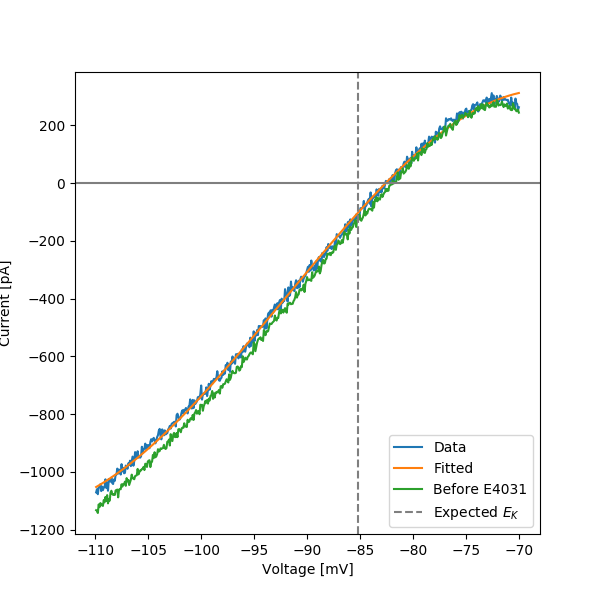 200
0
−200
−400
−600
−800
−1000
−1200
Current [pA]
−110 −105 −100 −95 −90 −85 −80 −75 −70
Voltage [mV]
Data
Fitted
Before E4031
Expected E_K